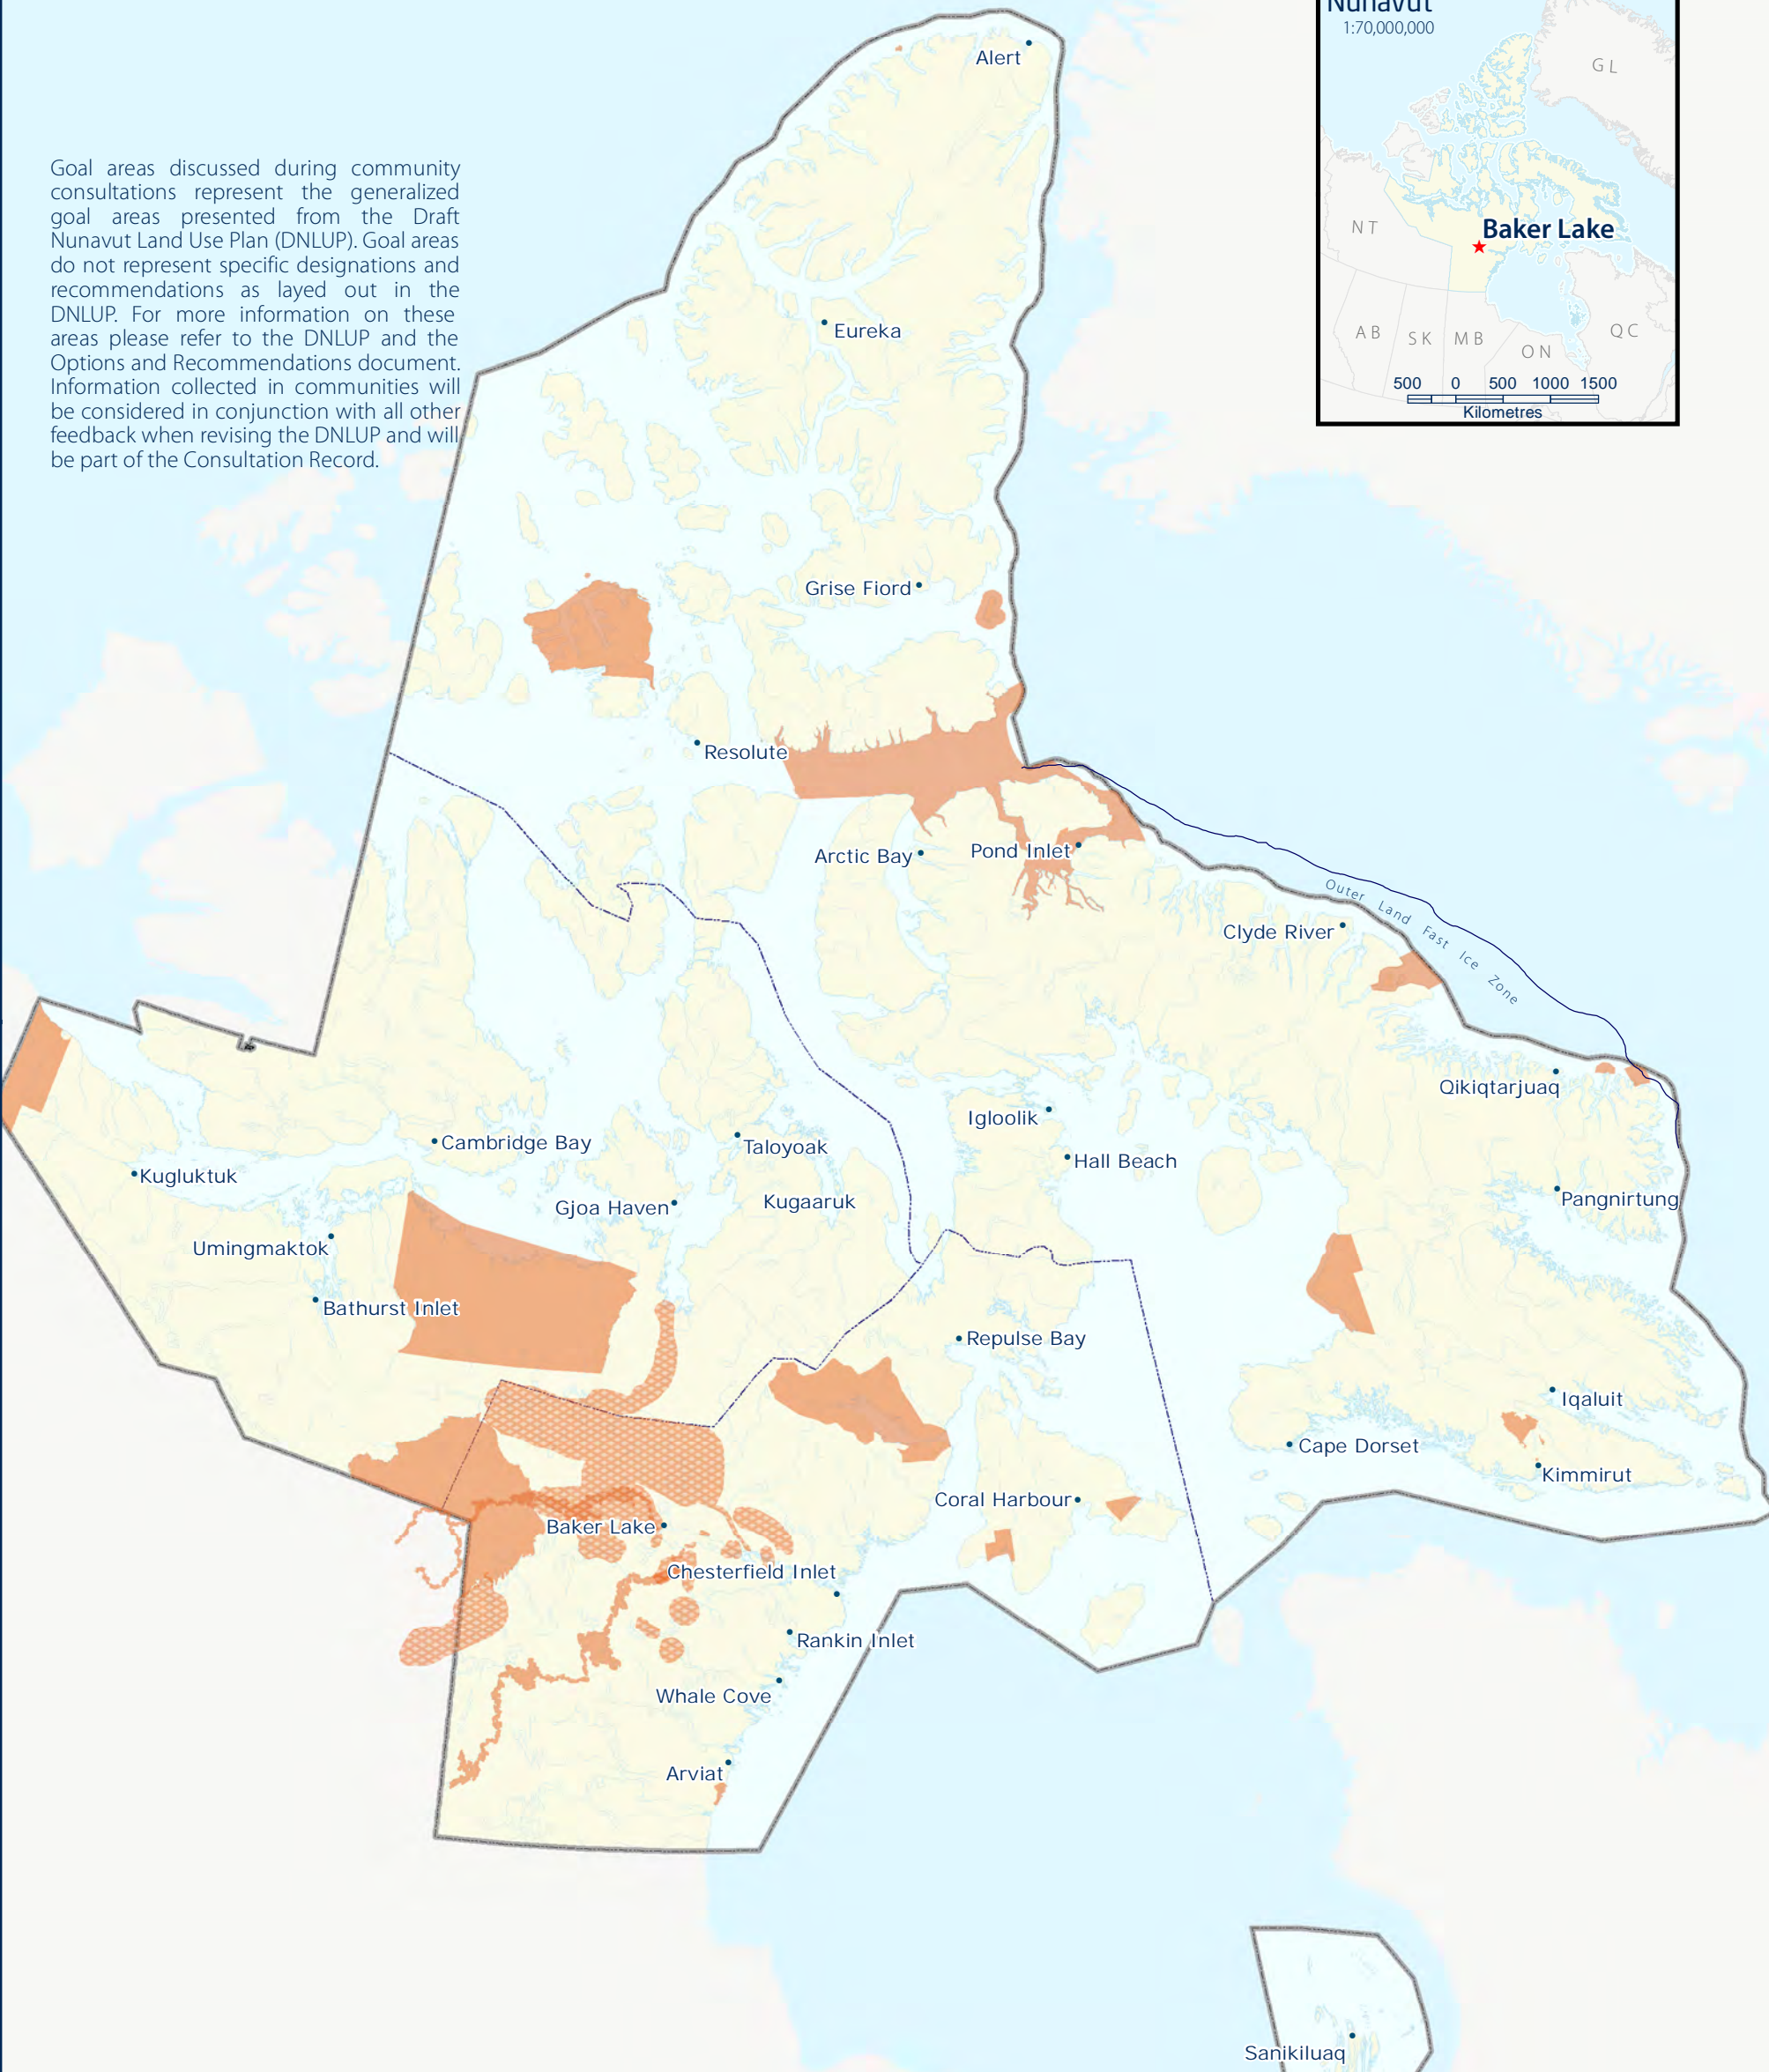 Nunavut
1:70,000,000
GL
NT
Baker Lake
AB
SK
MB
ON
QC
500 0 500 1000 1500
Kilometres
Goal areas discussed during community
consultations represent the generalized
goal areas presented from the Draft
Nunavut Land Use Plan (DNLUP). Goal areas
do not represent specific designations and
recommendations as layed out in the
DNLUP. For more information on these
areas please refer to the DNLUP and the
Options and Recommendations document.
Information collected in communities will
be considered in conjunction with all other
feedback when revising the DNLUP and will
be part of the Consultation Record.
Alert
Eureka
Grise Fiord
Resolute
Arctic Bay
Pond Inlet
Outer Land Fast Ice Zone
Clyde River
Qikiqtarjuaq
Igloolik
Cambridge Bay
Taloyoak
Hall Beach
Kugluktuk
Gjoa Haven
Kugaaruk
Pangnirtung
Umingmaktok
Bathurst Inlet
Repulse Bay
Iqaluit
Cape Dorset
Kimmirut
Coral Harbour
Baker Lake
Chesterfield Inlet
Rankin Inlet
Whale Cove
Arviat
Sanikiluaq